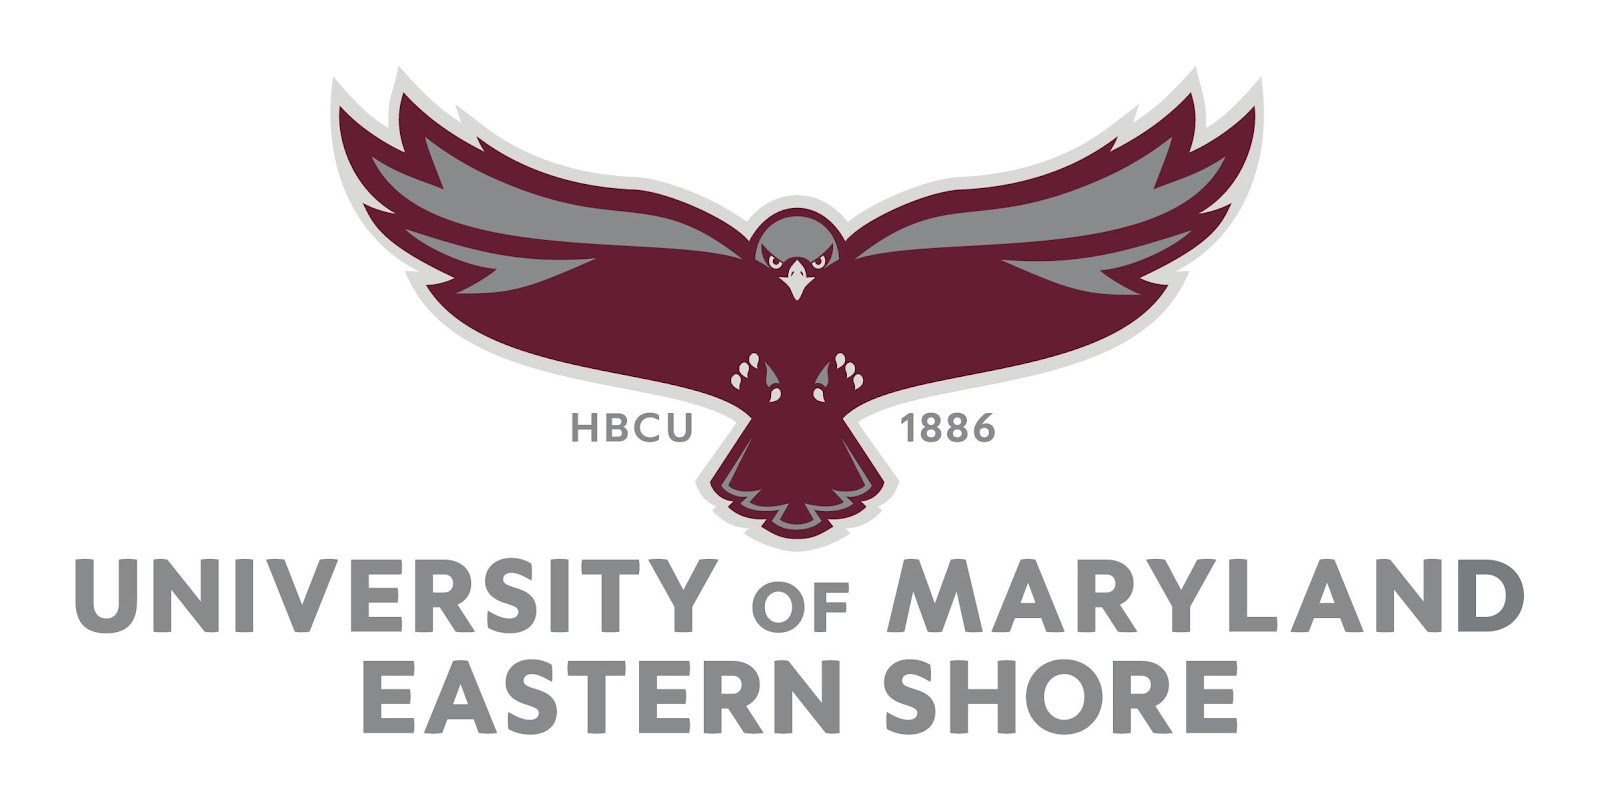 HBCU 1886
UNIVERSITY OF MARYLAND
EASTERN SHORE